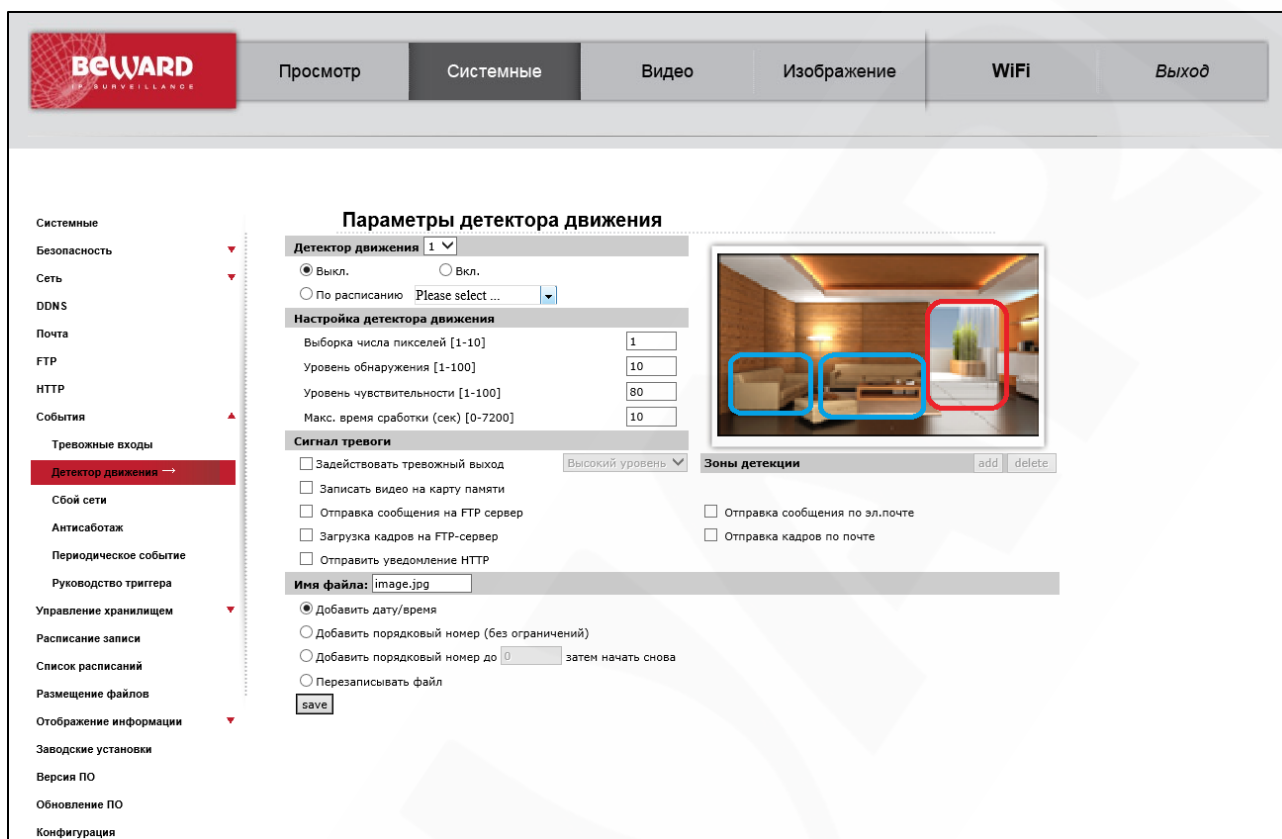 BEWARD
IP SURVEILLANCE
Просмотр
Системные
Видео
Изображение
WiFi
Выход
Системные
Безопасность
Сеть
DDNS
Почта
FTP
HTTP
События
Тревожные входы
Детектор движения →
Сбой сети
Антисаботаж
Периодическое событие
Руководство триггера
Управление хранилищем
Расписание записи
Список расписаний
Размещение файлов
Отображение информации
Заводские установки
Версия ПО
Обновление ПО
Конфигурация
Параметры детектора движения
Детектор движения 1
Выкл. Вкл.
По расписанию Please select ...
Настройка детектора движения
Выборка числа пикселей [1-10] 1
Уровень обнаружения [1-100] 10
Уровень чувствительности [1-100] 80
Макс. время сработки (сек) [0-7200] 10
Сигнал тревоги
Задействовать тревожный выход Высокий уровень
Зоны детекции add delete
Записать видео на карту памяти
Отправка сообщения на FTP сервер
Отправка сообщения по эл.почте
Загрузка кадров на FTP-сервер
Отправка кадров по почте
Отправить уведомление HTTP
Имя файла: image.jpg
Добавить дату/время
Добавить порядковый номер (без ограничений)
Добавить порядковый номер до 0 затем начать снова
Перезаписывать файл
save